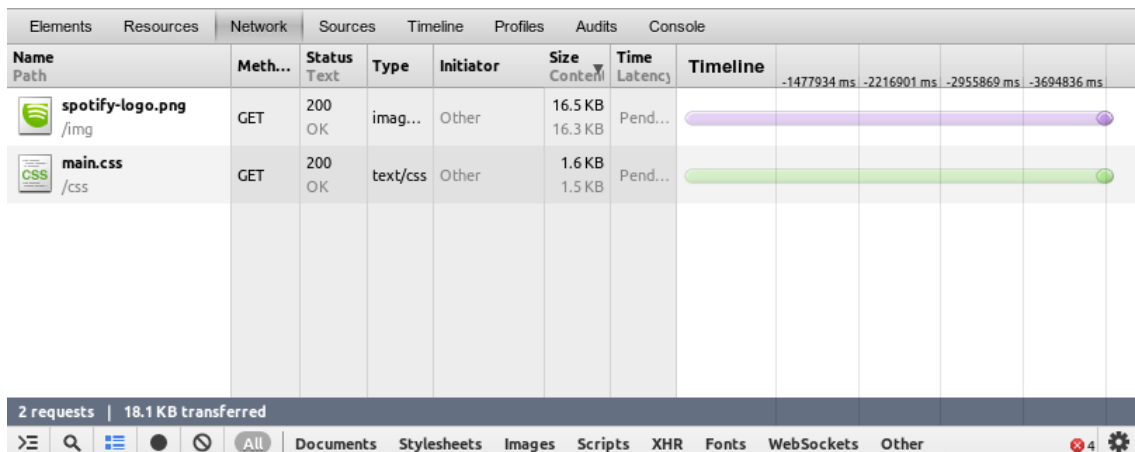 Elements Resources Network Sources Timeline Profiles Audits Console
Name Meth... Status Type Initiator Size Time Timeline
Path Text Content Latency -1477934 ms -2216901 ms -2955869 ms -3694836 ms
spotify-logo.png GET 200 imag... Other 16.5 KB Pend...
/img OK 16.3 KB
main.css GET 200 text/css Other 1.6 KB Pend...
CSS /css OK 1.5 KB
2 requests | 18.1 KB transferred
All Documents Stylesheets Images Scripts XHR Fonts WebSockets Other 4